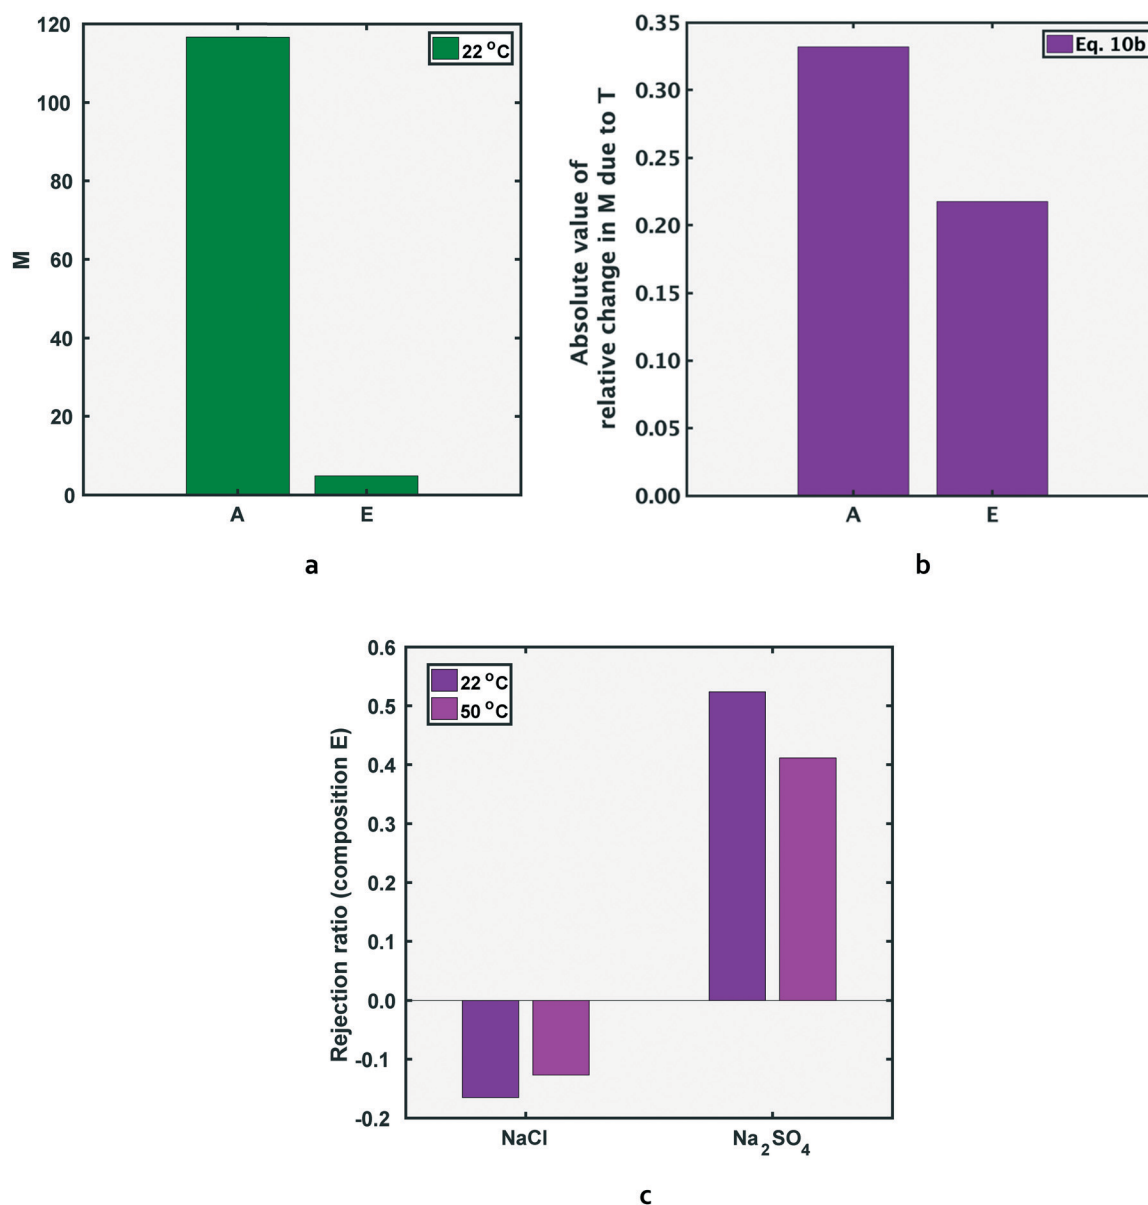 120
100
80
60
40
20
0
M
22 °C
A E
a
0.35
0.30
0.25
0.20
0.15
0.10
0.05
0.00
Absolute value of
relative change in M due to T
Eq. 10b
A E
b
0.6
0.5
0.4
0.3
0.2
0.1
0.0
-0.1
-0.2
Rejection ratio (composition E)
22 °C
50 °C
NaCl Na2SO4
c